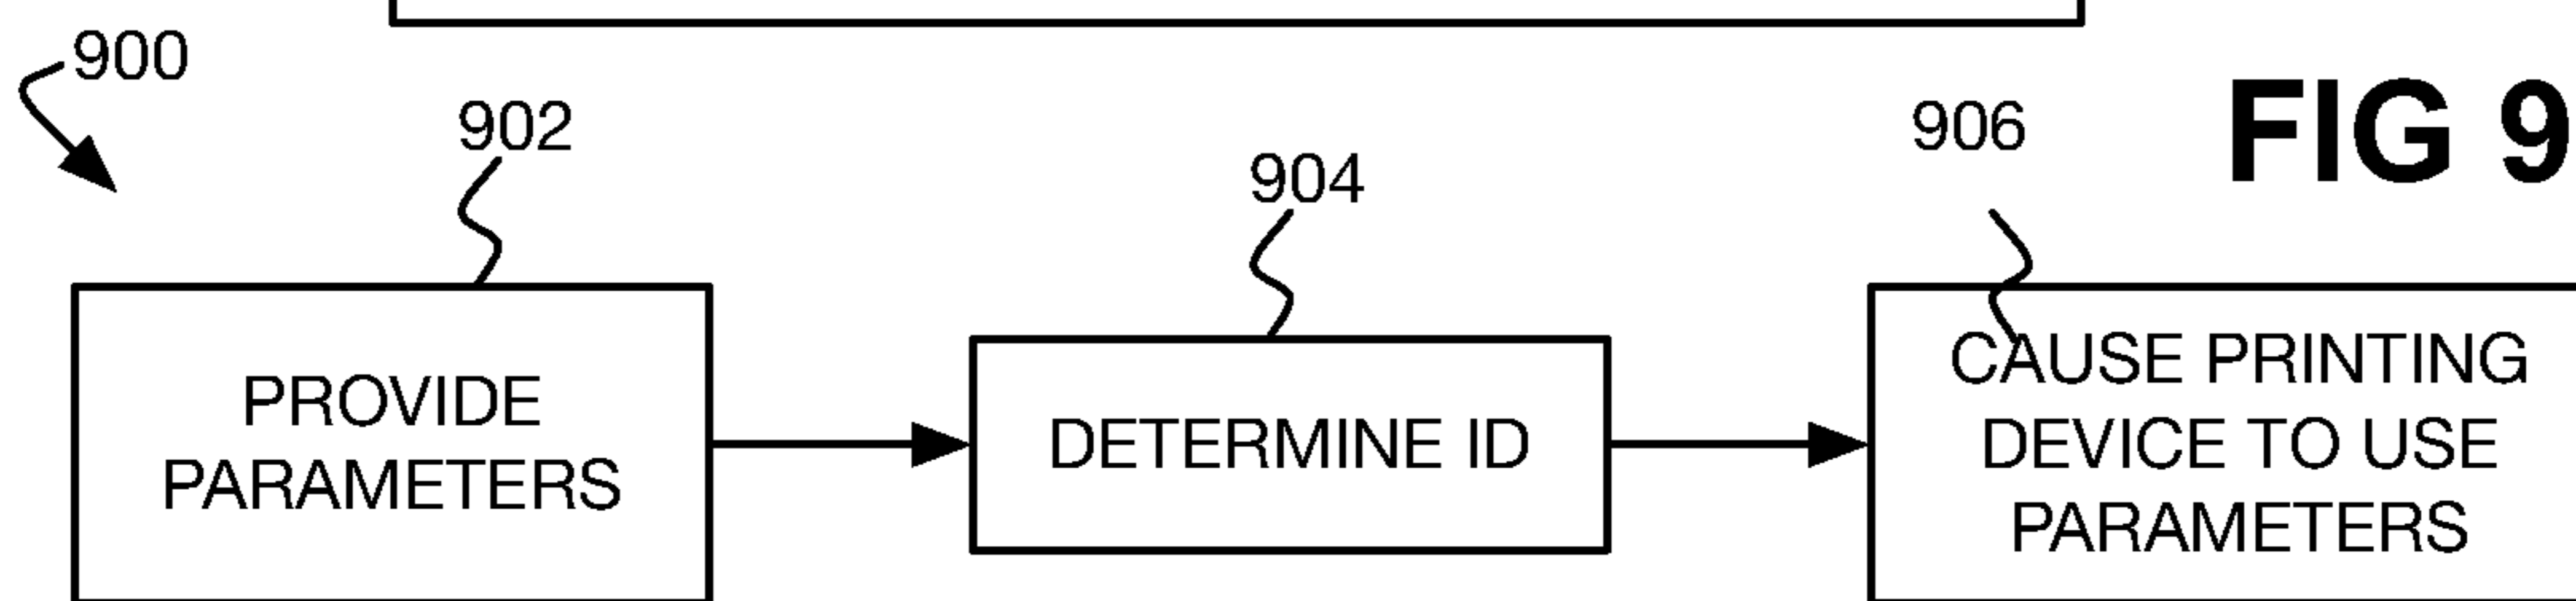 900
902
904
906
FIG 9
PROVIDE
PARAMETERS
DETERMINE ID
CAUSE PRINTING
DEVICE TO USE
PARAMETERS